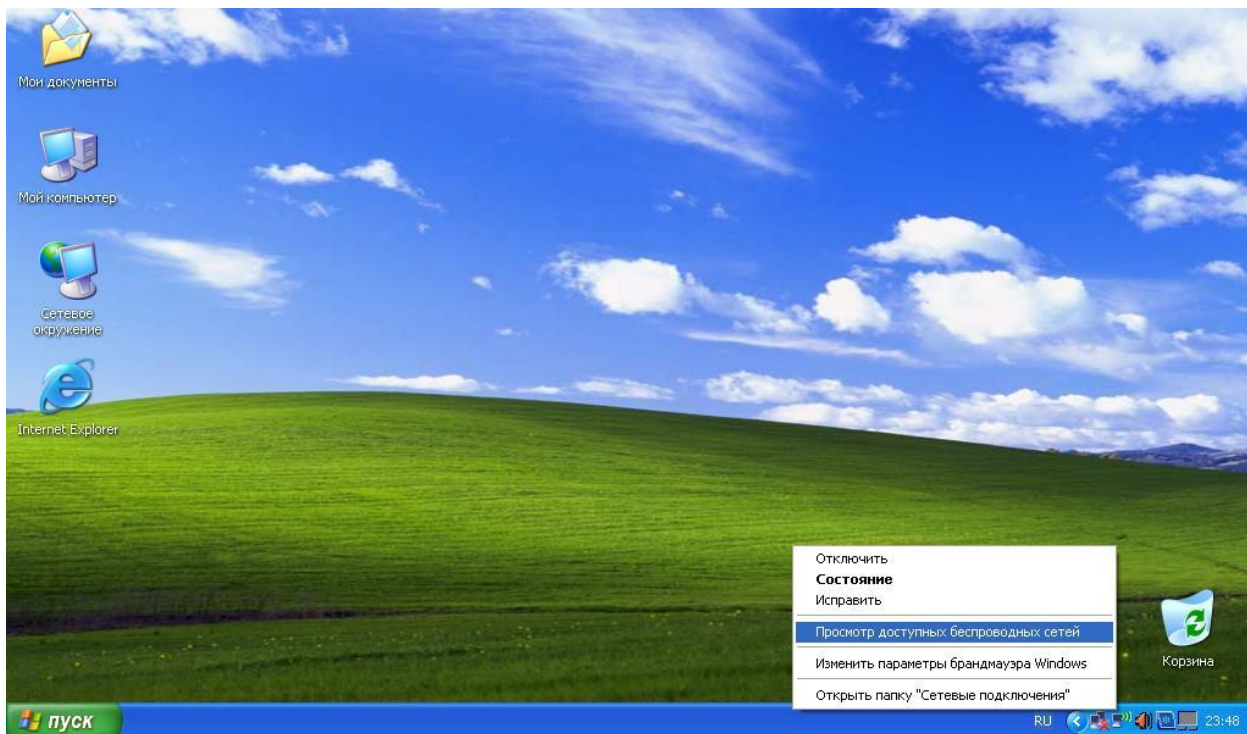 Мои документы
Мой компьютер
Сетевое
окружение
Internet Explorer
Отключить
Состояние
Исправить
Просмотр доступных беспроводных сетей
Изменить параметры брандмауэра Windows
Открыть папку "Сетевые подключения"
Корзина
пуск
RU
23:48